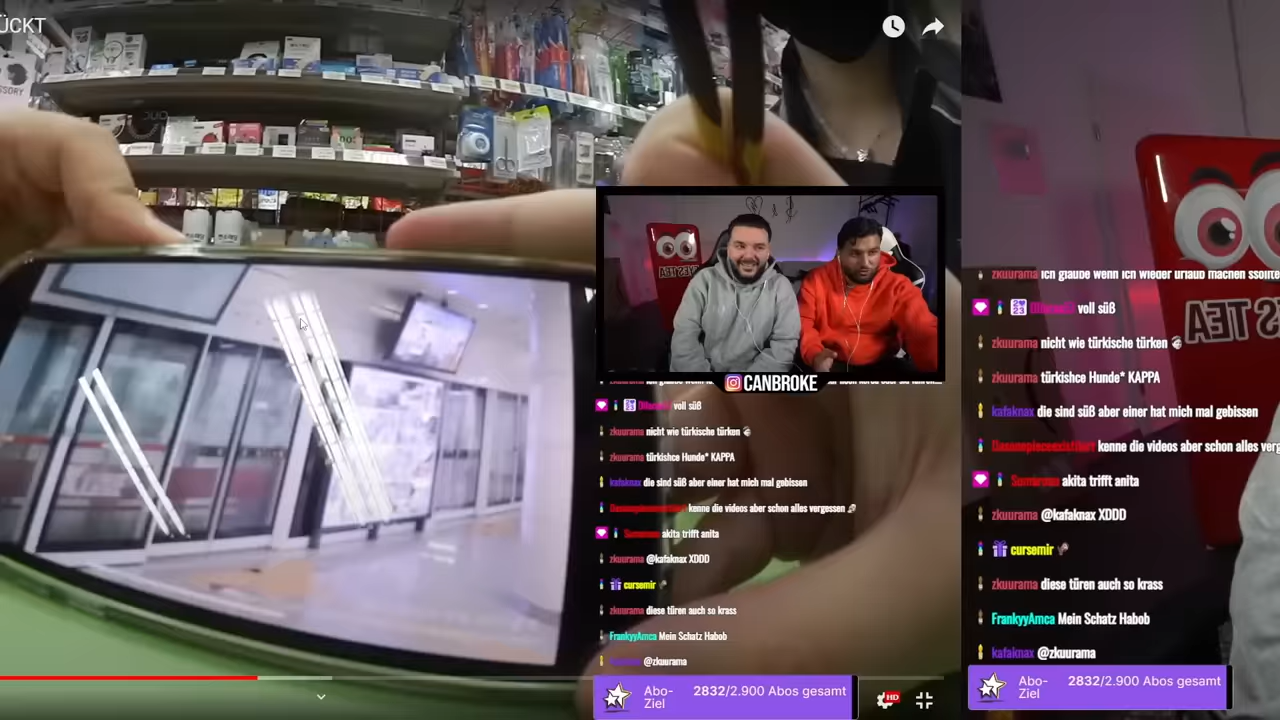 ÜCKT
SSORY
CANBROKE
voll süß
zkuurama nicht wie türkische türken
zkuurama türkishce Hunde* KAPPA
kafaknax die sind süß aber einer hat mich mal gebissen
kenne die videos aber schon alles vergessen
akita trifft anita
zkuurama @kafaknax XDDD
cursemir
zkuurama diese türen auch so krass
FrankyyAmca Mein Schatz Habob
@zkuurama
Abo-
Ziel
2832/2.900 Abos gesamt
HD
EYES TEA
zkuurama ich glaube wenn ich wieder urlaub machen sollte
voll süß
zkuurama nicht wie türkische türken
zkuurama türkishce Hunde* KAPPA
kafaknax die sind süß aber einer hat mich mal gebissen
kenne die videos aber schon alles verg
akita trifft anita
zkuurama @kafaknax XDDD
cursemir
zkuurama diese türen auch so krass
FrankyyAmca Mein Schatz Habob
kafaknax @zkuurama
Abo-
Ziel
2832/2.900 Abos gesamt
S TEA